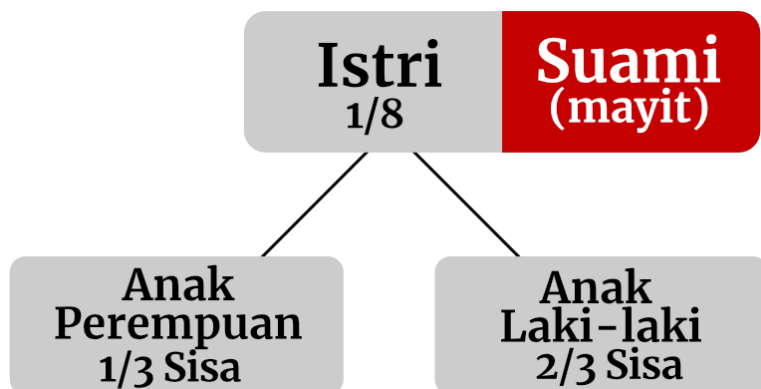 Istri
1/8
Suami
(mayit)
Anak
Perempuan
1/3 Sisa
Anak
Laki-laki
2/3 Sisa